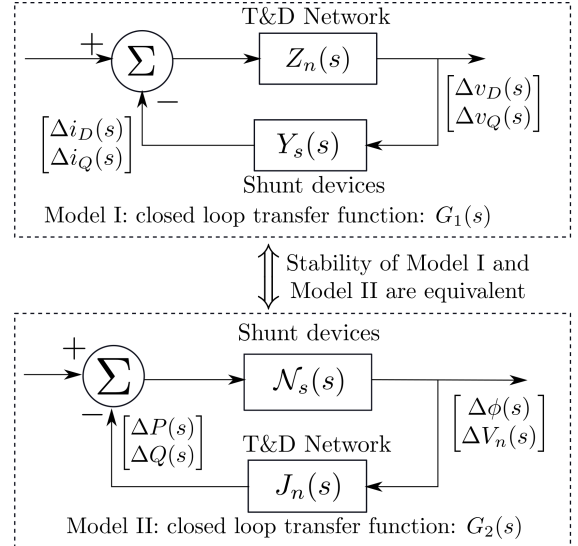 T&D Network
+
Σ
Z_n(s)
−
[Δv_D(s)
Δv_Q(s)]
[Δi_D(s)
Δi_Q(s)]
Y_s(s)
Shunt devices
Model I: closed loop transfer function: G_1(s)
Stability of Model I and
Model II are equivalent
Shunt devices
+
Σ
𝒩_s(s)
−
[ΔP(s)
ΔQ(s)]
[Δϕ(s)
ΔV_n(s)]
T&D Network
J_n(s)
Model II: closed loop transfer function: G_2(s)